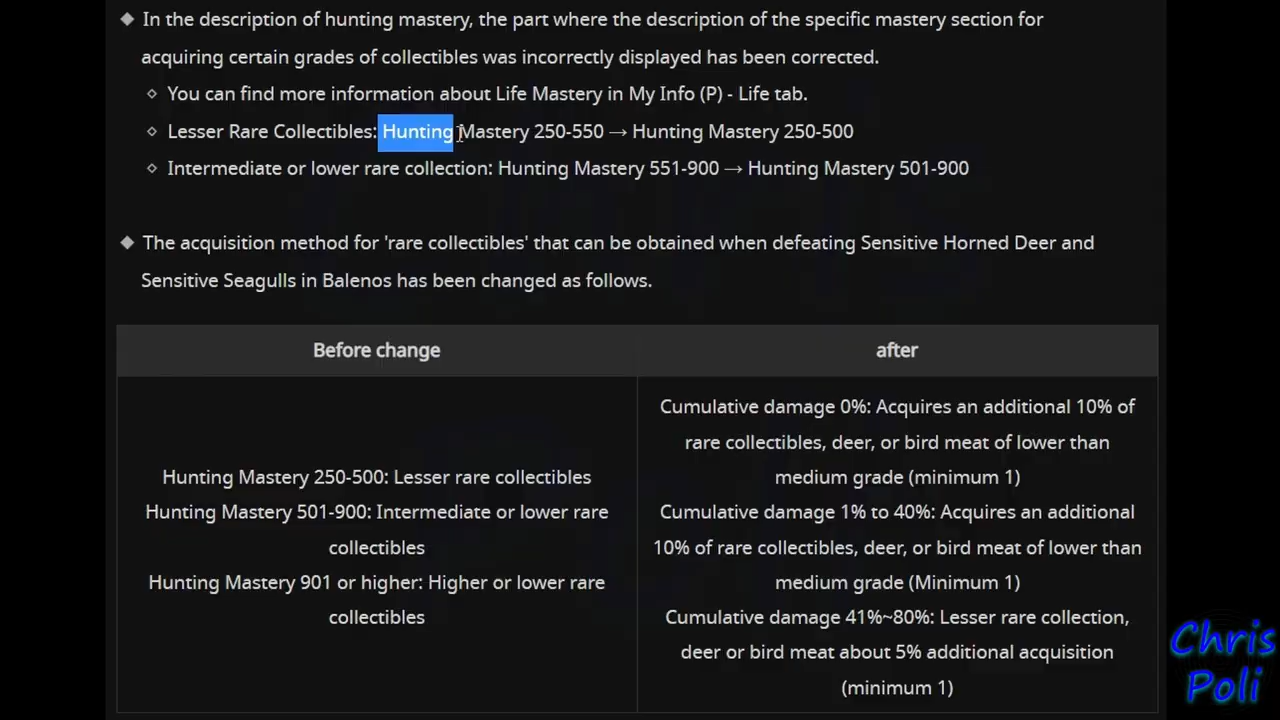 ◆ In the description of hunting mastery, the part where the description of the specific mastery section for
acquiring certain grades of collectibles was incorrectly displayed has been corrected.
◇ You can find more information about Life Mastery in My Info (P) - Life tab.
◇ Lesser Rare Collectibles: Hunting Mastery 250-550 → Hunting Mastery 250-500
◇ Intermediate or lower rare collection: Hunting Mastery 551-900 → Hunting Mastery 501-900
◆ The acquisition method for 'rare collectibles' that can be obtained when defeating Sensitive Horned Deer and
Sensitive Seagulls in Balenos has been changed as follows.
Before change
after
Hunting Mastery 250-500: Lesser rare collectibles
Hunting Mastery 501-900: Intermediate or lower rare
collectibles
Hunting Mastery 901 or higher: Higher or lower rare
collectibles
Cumulative damage 0%: Acquires an additional 10% of
rare collectibles, deer, or bird meat of lower than
medium grade (minimum 1)
Cumulative damage 1% to 40%: Acquires an additional
10% of rare collectibles, deer, or bird meat of lower than
medium grade (Minimum 1)
Cumulative damage 41%~80%: Lesser rare collection,
deer or bird meat about 5% additional acquisition
(minimum 1)
Chris
Poli